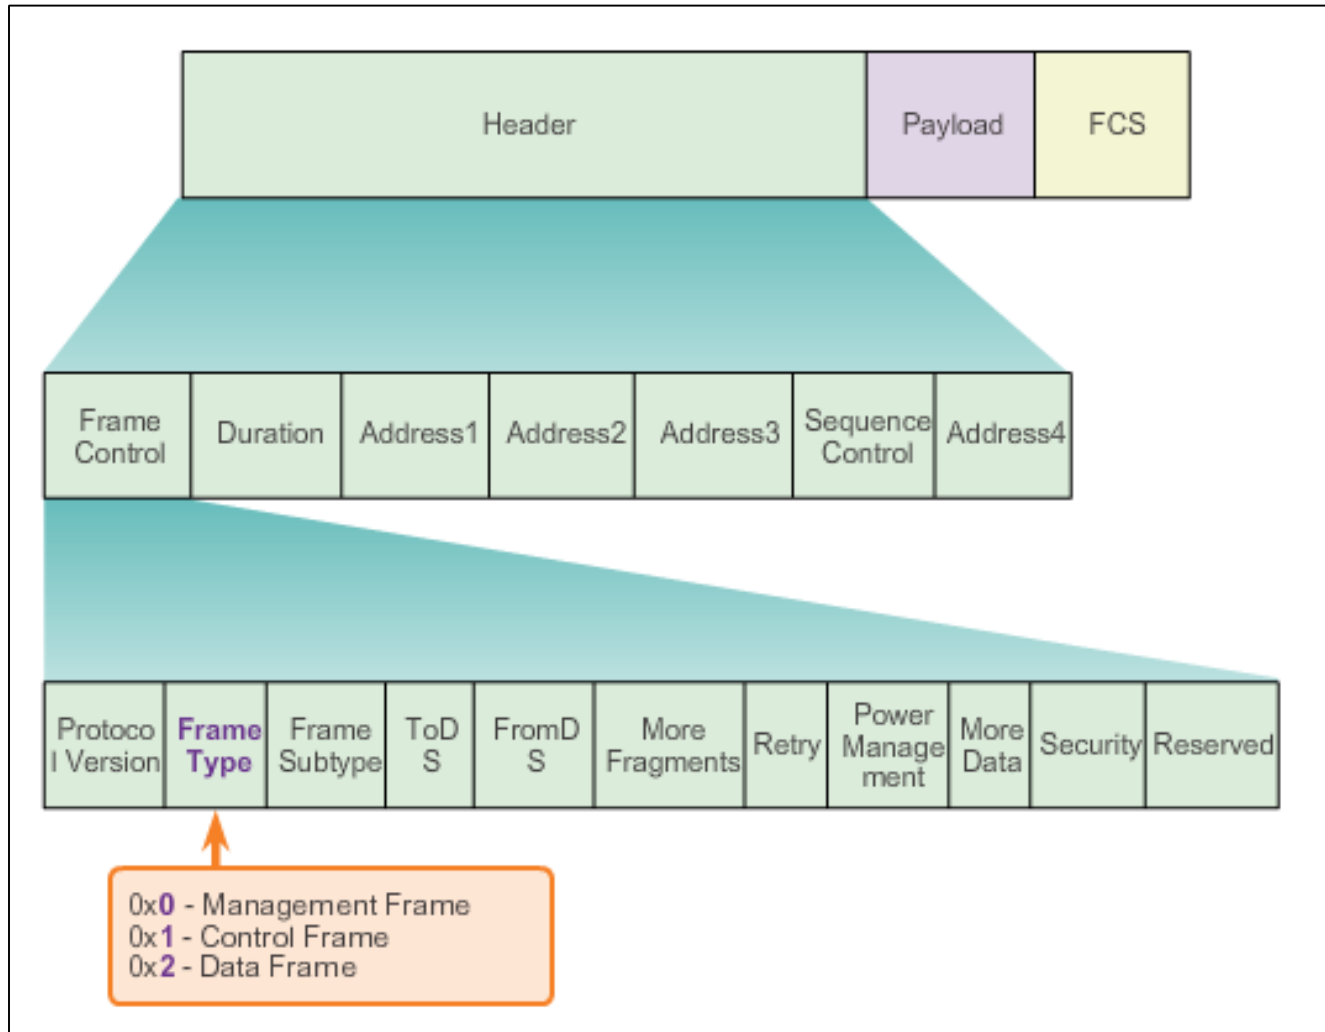 Header
Payload
FCS
Frame
Control
Duration
Address1
Address2
Address3
Sequence
Control
Address4
Protoco
l Version
Frame
Type
Frame
Subtype
ToD
S
FromD
S
More
Fragments
Retry
Power
Manage
ment
More
Data
Security
Reserved
0x0 - Management Frame
0x1 - Control Frame
0x2 - Data Frame